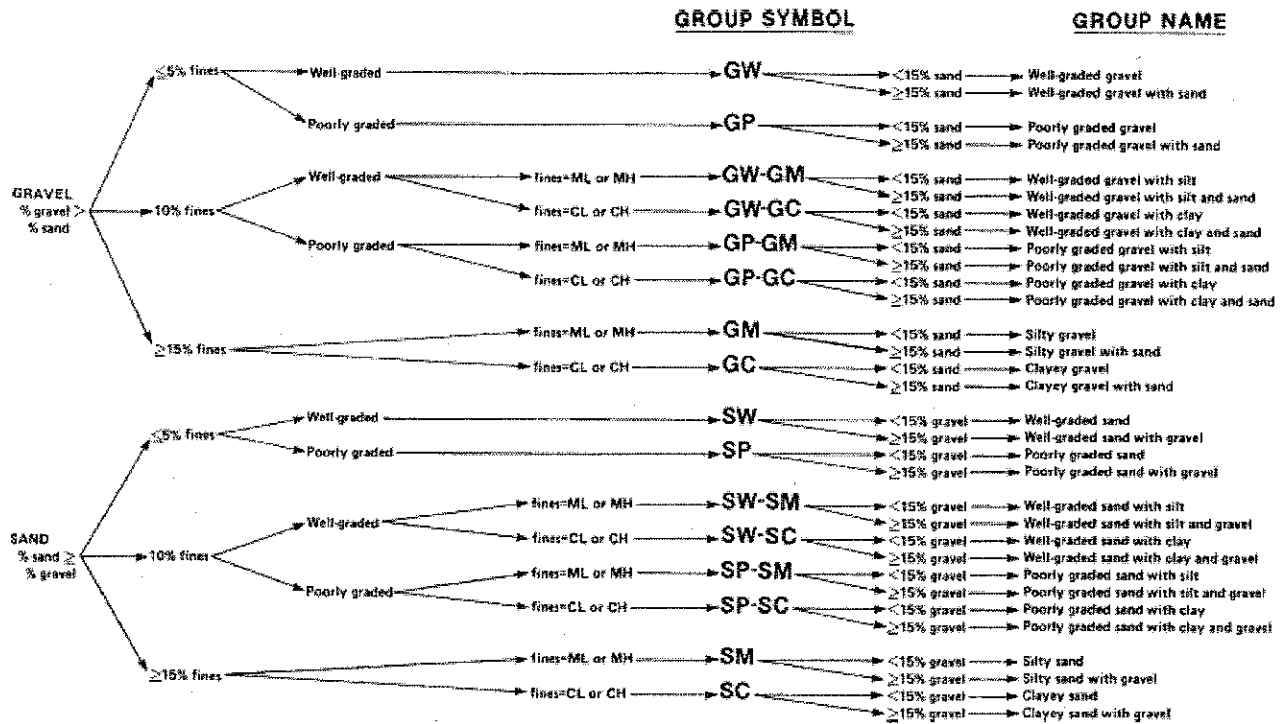 GROUP SYMBOL GROUP NAME
≤5% fines Well-graded GW <15% sand Well-graded gravel
≥15% sand Well-graded gravel with sand
Poorly graded GP <15% sand Poorly graded gravel
≥15% sand Poorly graded gravel with sand
GRAVEL
% gravel >
% sand
10% fines Well-graded fines=ML or MH GW-GM <15% sand Well-graded gravel with silt
≥15% sand Well-graded gravel with silt and sand
fines=CL or CH GW-GC <15% sand Well-graded gravel with clay
≥15% sand Well-graded gravel with clay and sand
Poorly graded fines=ML or MH GP-GM <15% sand Poorly graded gravel with silt
≥15% sand Poorly graded gravel with silt and sand
fines=CL or CH GP-GC <15% sand Poorly graded gravel with clay
≥15% sand Poorly graded gravel with clay and sand
≥15% fines fines=ML or MH GM <15% sand Silty gravel
≥15% sand Silty gravel with sand
fines=CL or CH GC <15% sand Clayey gravel
≥15% sand Clayey gravel with sand
≤5% fines Well-graded SW <15% gravel Well-graded sand
≥15% gravel Well-graded sand with gravel
Poorly graded SP <15% gravel Poorly graded sand
≥15% gravel Poorly graded sand with gravel
SAND
% sand ≥
% gravel
10% fines Well-graded fines=ML or MH SW-SM <15% gravel Well-graded sand with silt
≥15% gravel Well-graded sand with silt and gravel
fines=CL or CH SW-SC <15% gravel Well-graded sand with clay
≥15% gravel Well-graded sand with clay and gravel
Poorly graded fines=ML or MH SP-SM <15% gravel Poorly graded sand with silt
≥15% gravel Poorly graded sand with silt and gravel
fines=CL or CH SP-SC <15% gravel Poorly graded sand with clay
≥15% gravel Poorly graded sand with clay and gravel
≥15% fines fines=ML or MH SM <15% gravel Silty sand
≥15% gravel Silty sand with gravel
fines=CL or CH SC <15% gravel Clayey sand
≥15% gravel Clayey sand with gravel